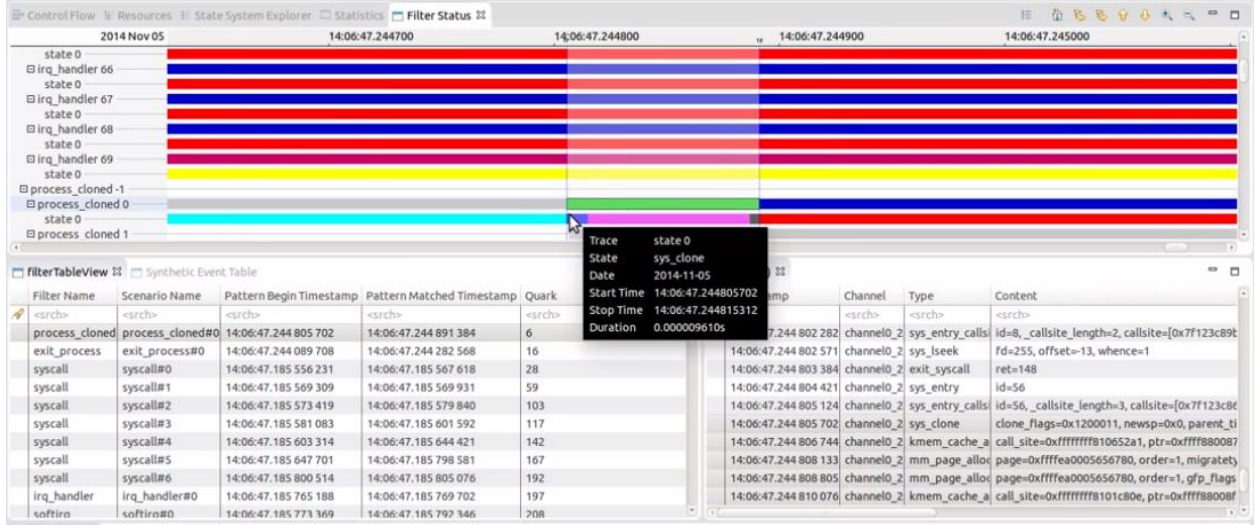 Control Flow Resources State System Explorer Statistics Filter Status
2014 Nov 05 14:06:47.244700 14:06:47.244800 14:06:47.244900 14:06:47.245000
state 0
irq_handler 66
state 0
irq_handler 67
state 0
irq_handler 68
state 0
irq_handler 69
state 0
process_cloned -1
process_cloned 0
state 0
process cloned 1
Trace state 0
State sys_clone
Date 2014-11-05
Start Time 14:06:47.244805702
Stop Time 14:06:47.244815312
Duration 0.000009610s
filterTableView Synthetic Event Table
Filter Name Scenario Name Pattern Begin Timestamp Pattern Matched Timestamp Quark
<srch> <srch> <srch> <srch> <srch>
process_cloned process_cloned#0 14:06:47.244 805 702 14:06:47.244 891 384 6
exit_process exit_process#0 14:06:47.244 089 708 14:06:47.244 282 568 16
syscall syscall#0 14:06:47.185 556 231 14:06:47.185 567 618 28
syscall syscall#1 14:06:47.185 569 309 14:06:47.185 569 931 59
syscall syscall#2 14:06:47.185 573 419 14:06:47.185 579 840 103
syscall syscall#3 14:06:47.185 581 083 14:06:47.185 601 592 117
syscall syscall#4 14:06:47.185 603 314 14:06:47.185 644 421 142
syscall syscall#5 14:06:47.185 647 701 14:06:47.185 798 581 167
syscall syscall#6 14:06:47.185 800 514 14:06:47.185 805 076 192
irq_handler irq_handler#0 14:06:47.185 765 188 14:06:47.185 769 702 197
softirq softirq#0 14:06:47.185 773 369 14:06:47.185 792 346 208
amp Channel Type Content
<srch> <srch> <srch>
14:06:47.244 802 282 channel0_2 sys_entry_callsi id=8, _callsite_length=2, callsite=[0x7f123c89b
14:06:47.244 802 571 channel0_2 sys_lseek fd=255, offset=-13, whence=1
14:06:47.244 803 384 channel0_2 exit_syscall ret=148
14:06:47.244 804 421 channel0_2 sys_entry id=56
14:06:47.244 805 124 channel0_2 sys_entry_callsi id=56, _callsite_length=3, callsite=[0x7f123c86
14:06:47.244 805 702 channel0_2 sys_clone clone_flags=0x1200011, newsp=0x0, parent_ti
14:06:47.244 806 744 channel0_2 kmem_cache_a call_site=0xffffffff810652a1, ptr=0xffff880087
14:06:47.244 808 133 channel0_2 mm_page_alloc page=0xffffea0005656780, order=1, migratety
14:06:47.244 808 805 channel0_2 mm_page_alloc page=0xffffea0005656780, order=1, gfp_flags
14:06:47.244 810 076 channel0_2 kmem_cache_a call_site=0xffffffff8101c80e, ptr=0xffff88008f